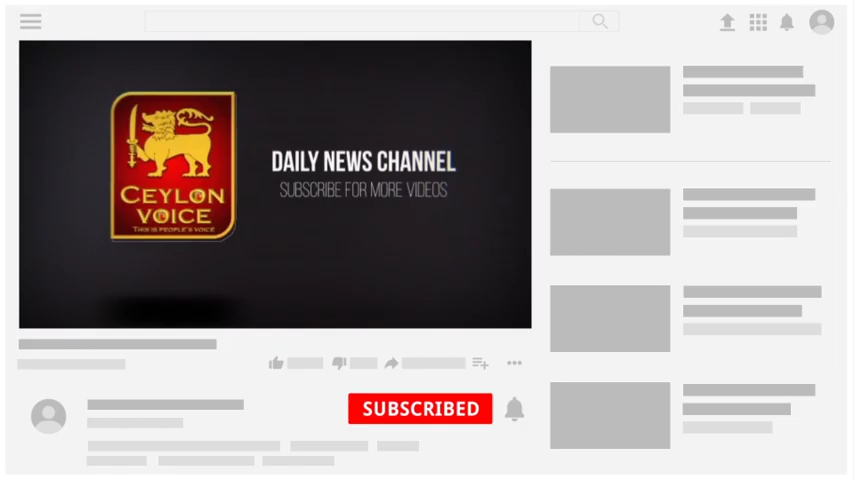 DAILY NEWS CHANNEL
SUBSCRIBE FOR MORE VIDEOS
CEYLON
VOICE
THIS IS PEOPLE'S VOICE
SUBSCRIBED